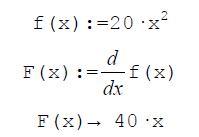 f(x):=20·x²
F(x):=d/dx f(x)
F(x)→ 40·x